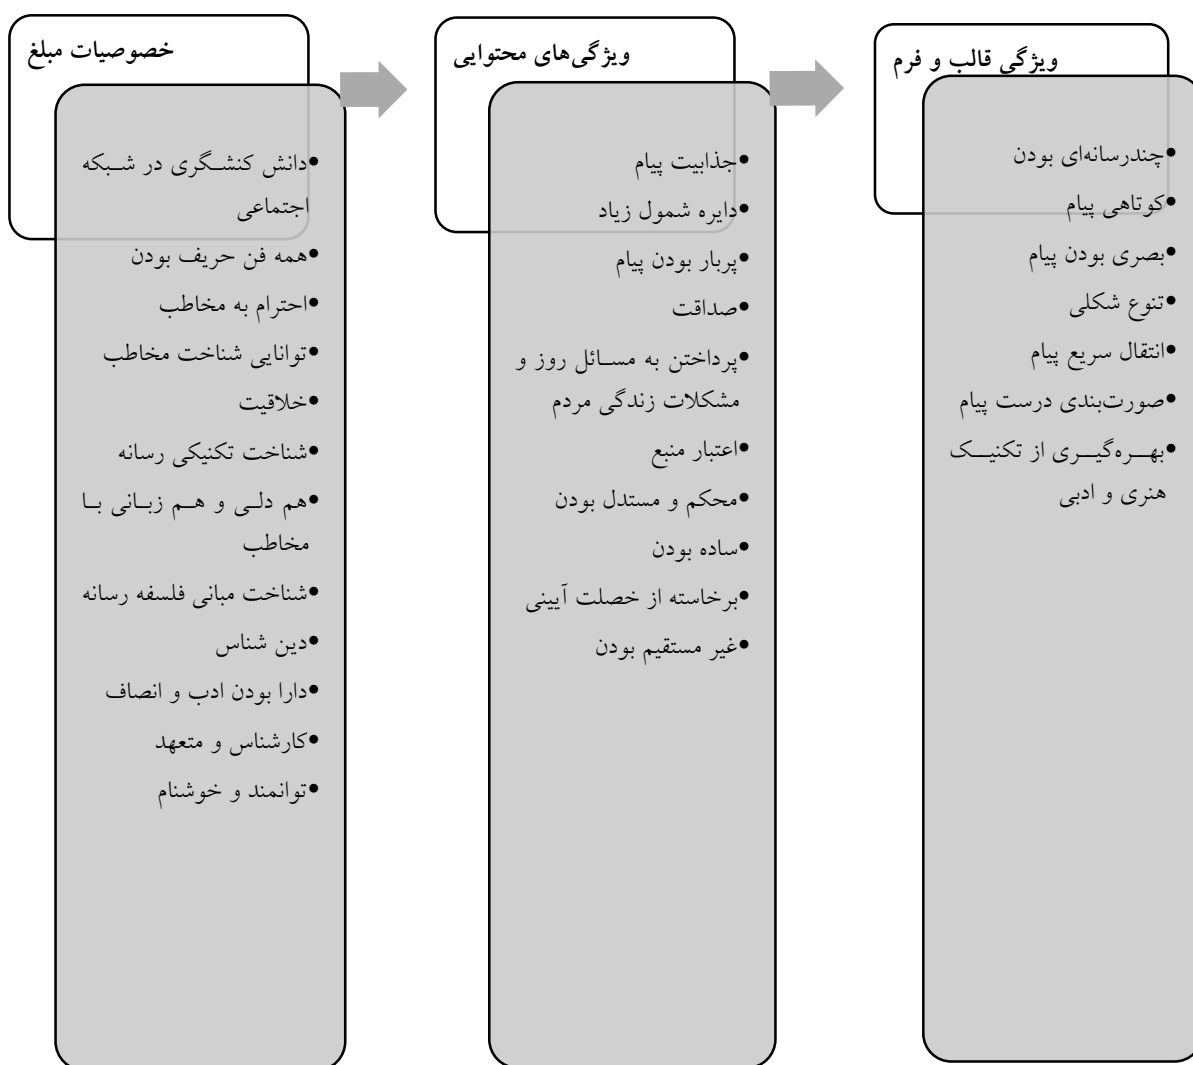 خصوصیات مبلغ
•دانش کنشگری در شبکه
اجتماعی
•همه فن حریف بودن
•احترام به مخاطب
•توانایی شناخت مخاطب
•خلاقیت
•شناخت تکنیکی رسانه
•هم دلی و هم زبانی با
مخاطب
•شناخت مبانی فلسفه رسانه
•دین شناس
•دارا بودن ادب و انصاف
•کارشناس و متعهد
•توانمند و خوشنام
ویژگی‌های محتوایی
•جذابیت پیام
•دایره شمول زیاد
•پربار بودن پیام
•صداقت
•پرداختن به مسائل روز و
مشکلات زندگی مردم
•اعتبار منبع
•محکم و مستدل بودن
•ساده بودن
•برخاسته از خصلت آیینی
•غیر مستقیم بودن
ویژگی قالب و فرم
•چندرسانه‌ای بودن
•کوتاهی پیام
•بصری بودن پیام
•تنوع شکلی
•انتقال سریع پیام
•صورت‌بندی درست پیام
•بهره‌گیری از تکنیک
هنری و ادبی